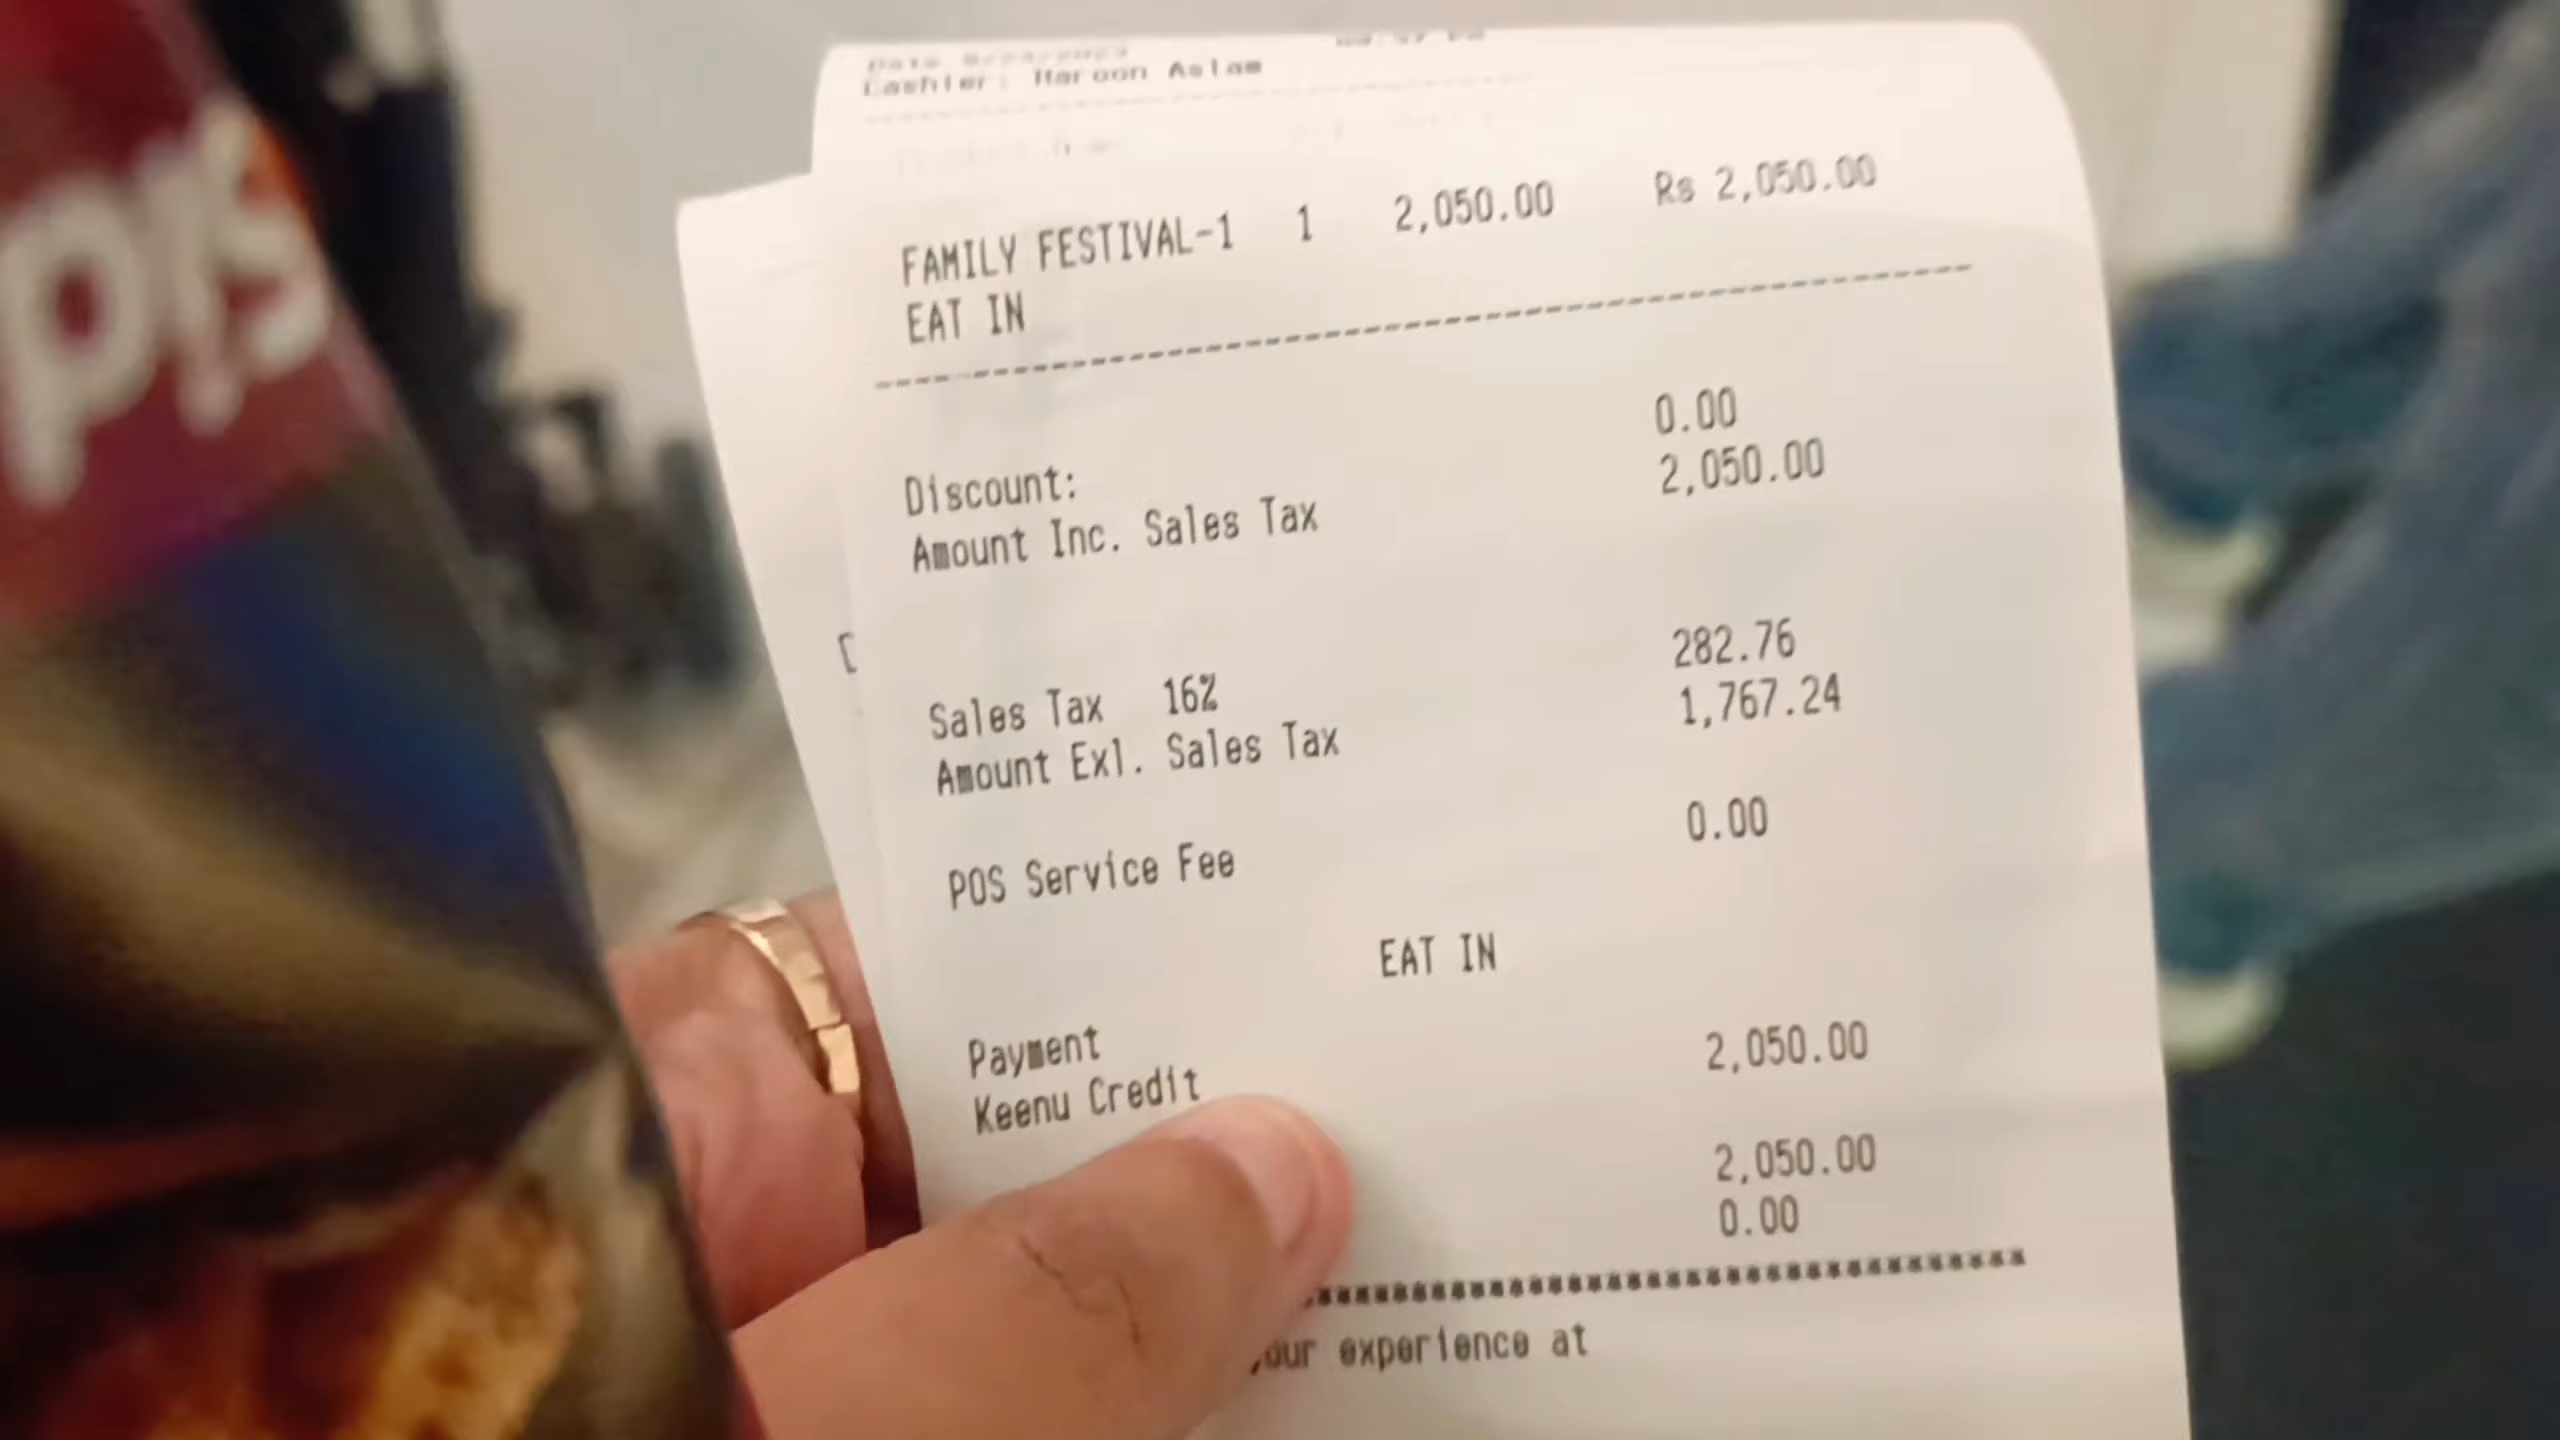 Cashier: Haroon Aslam
FAMILY FESTIVAL-1 1 2,050.00 Rs 2,050.00
EAT IN
0.00
Discount:
2,050.00
Amount Inc. Sales Tax
282.76
Sales Tax 16%
1,767.24
Amount Exl. Sales Tax
0.00
POS Service Fee
EAT IN
Payment
2,050.00
Keenu Credit
2,050.00
0.00
experience at